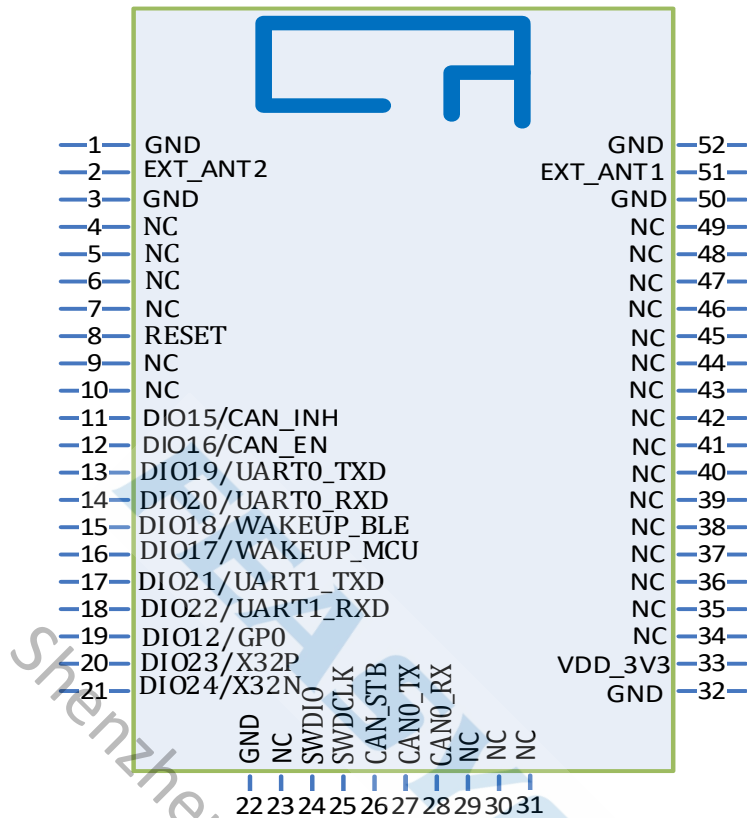 1 GND GND 52
2 EXT_ANT2 EXT_ANT1 51
3 GND GND 50
4 NC NC 49
5 NC NC 48
6 NC NC 47
7 NC NC 46
8 RESET NC 45
9 NC NC 44
10 NC NC 43
11 DIO15/CAN_INH NC 42
12 DIO16/CAN_EN NC 41
13 DIO19/UART0_TXD NC 40
14 DIO20/UART0_RXD NC 39
15 DIO18/WAKEUP_BLE NC 38
16 DIO17/WAKEUP_MCU NC 37
17 DIO21/UART1_TXD NC 36
18 DIO22/UART1_RXD NC 35
19 DIO12/GP0 NC 34
20 DIO23/X32P VDD_3V3 33
21 DIO24/X32N GND 32
GND NC SWDIO SWDCLK CAN_STB CAN0_TX CAN0_RX NC NC NC
22 23 24 25 26 27 28 29 30 31